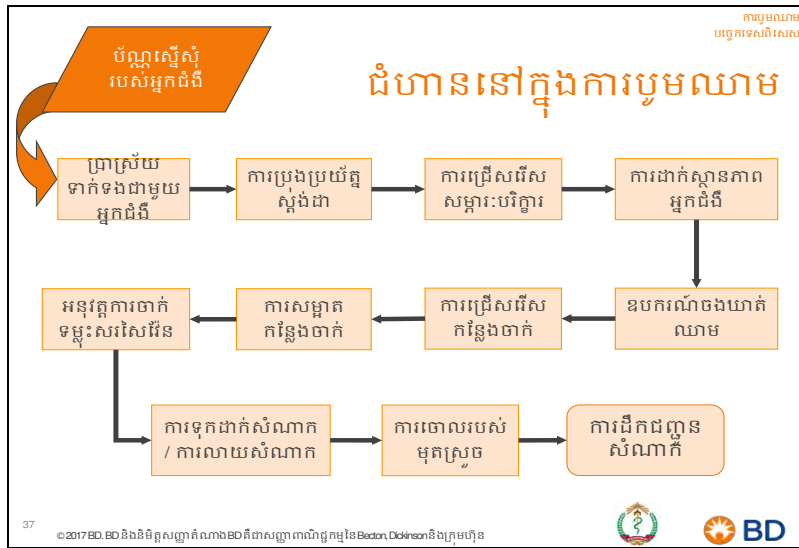 ការបូមឈាម
បច្ចេកទេសពិសេស
ប័ណ្ណស្នើសុំ
របស់អ្នកជំងឺ
ជំហាននៅក្នុងការបូមឈាម
ប្រាស្រ័យ
ទាក់ទងជាមួយ
អ្នកជំងឺ
ការប្រុងប្រយ័ត្ន
ស្តង់ដា
ការជ្រើសរើស
សម្ភារៈបរិក្ខារ
ការដាក់ស្ថានភាព
អ្នកជំងឺ
ឧបករណ៍ចងឃាត់
ឈាម
ការជ្រើសរើស
កន្លែងចាក់
ការសម្អាត
កន្លែងចាក់
អនុវត្តការចាក់
ទម្លុះសរសៃវ៉ែន
ការទុកដាក់សំណាក
/ ការលាយសំណាក
ការចោលរបស់
មុតស្រួច
ការដឹកជញ្ជូន
សំណាក
37
© 2017 BD. BD និងនិមិត្តសញ្ញាតំណាង BD គឺជាសញ្ញាពាណិជ្ជកម្មនៃ Becton, Dickinson និងក្រុមហ៊ុន
BD